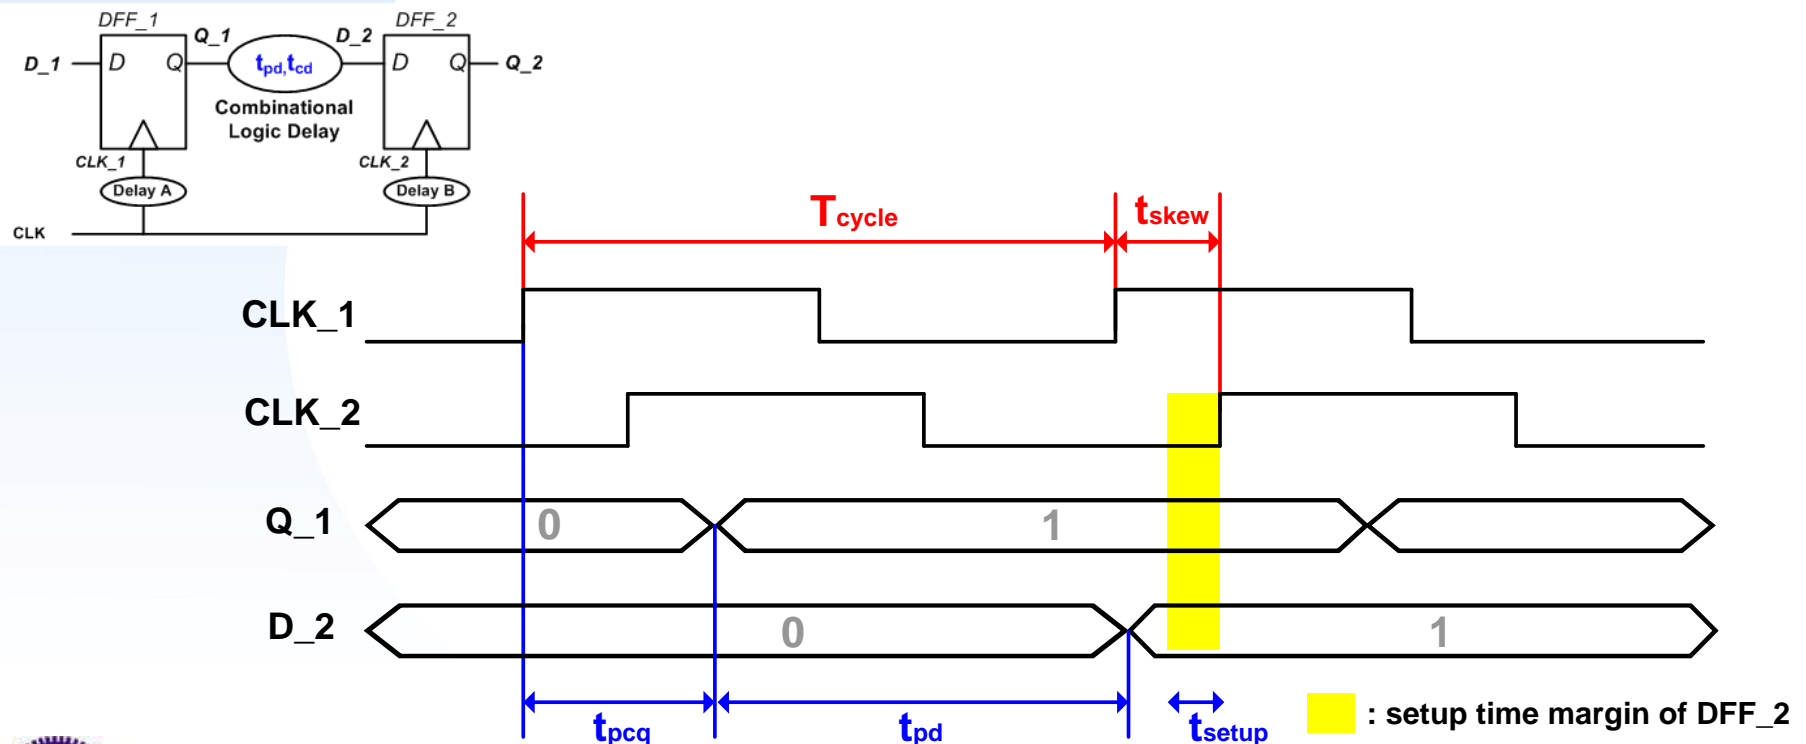 DFF_1
DFF_2
Q_1
D_2
D_1
D
Q
tpd,tcd
D
Q
Q_2
Combinational
Logic Delay
CLK_1
CLK_2
Delay A
Delay B
CLK
Tcycle
tskew
CLK_1
CLK_2
Q_1
0
1
D_2
0
1
tpcq
tpd
tsetup
: setup time margin of DFF_2